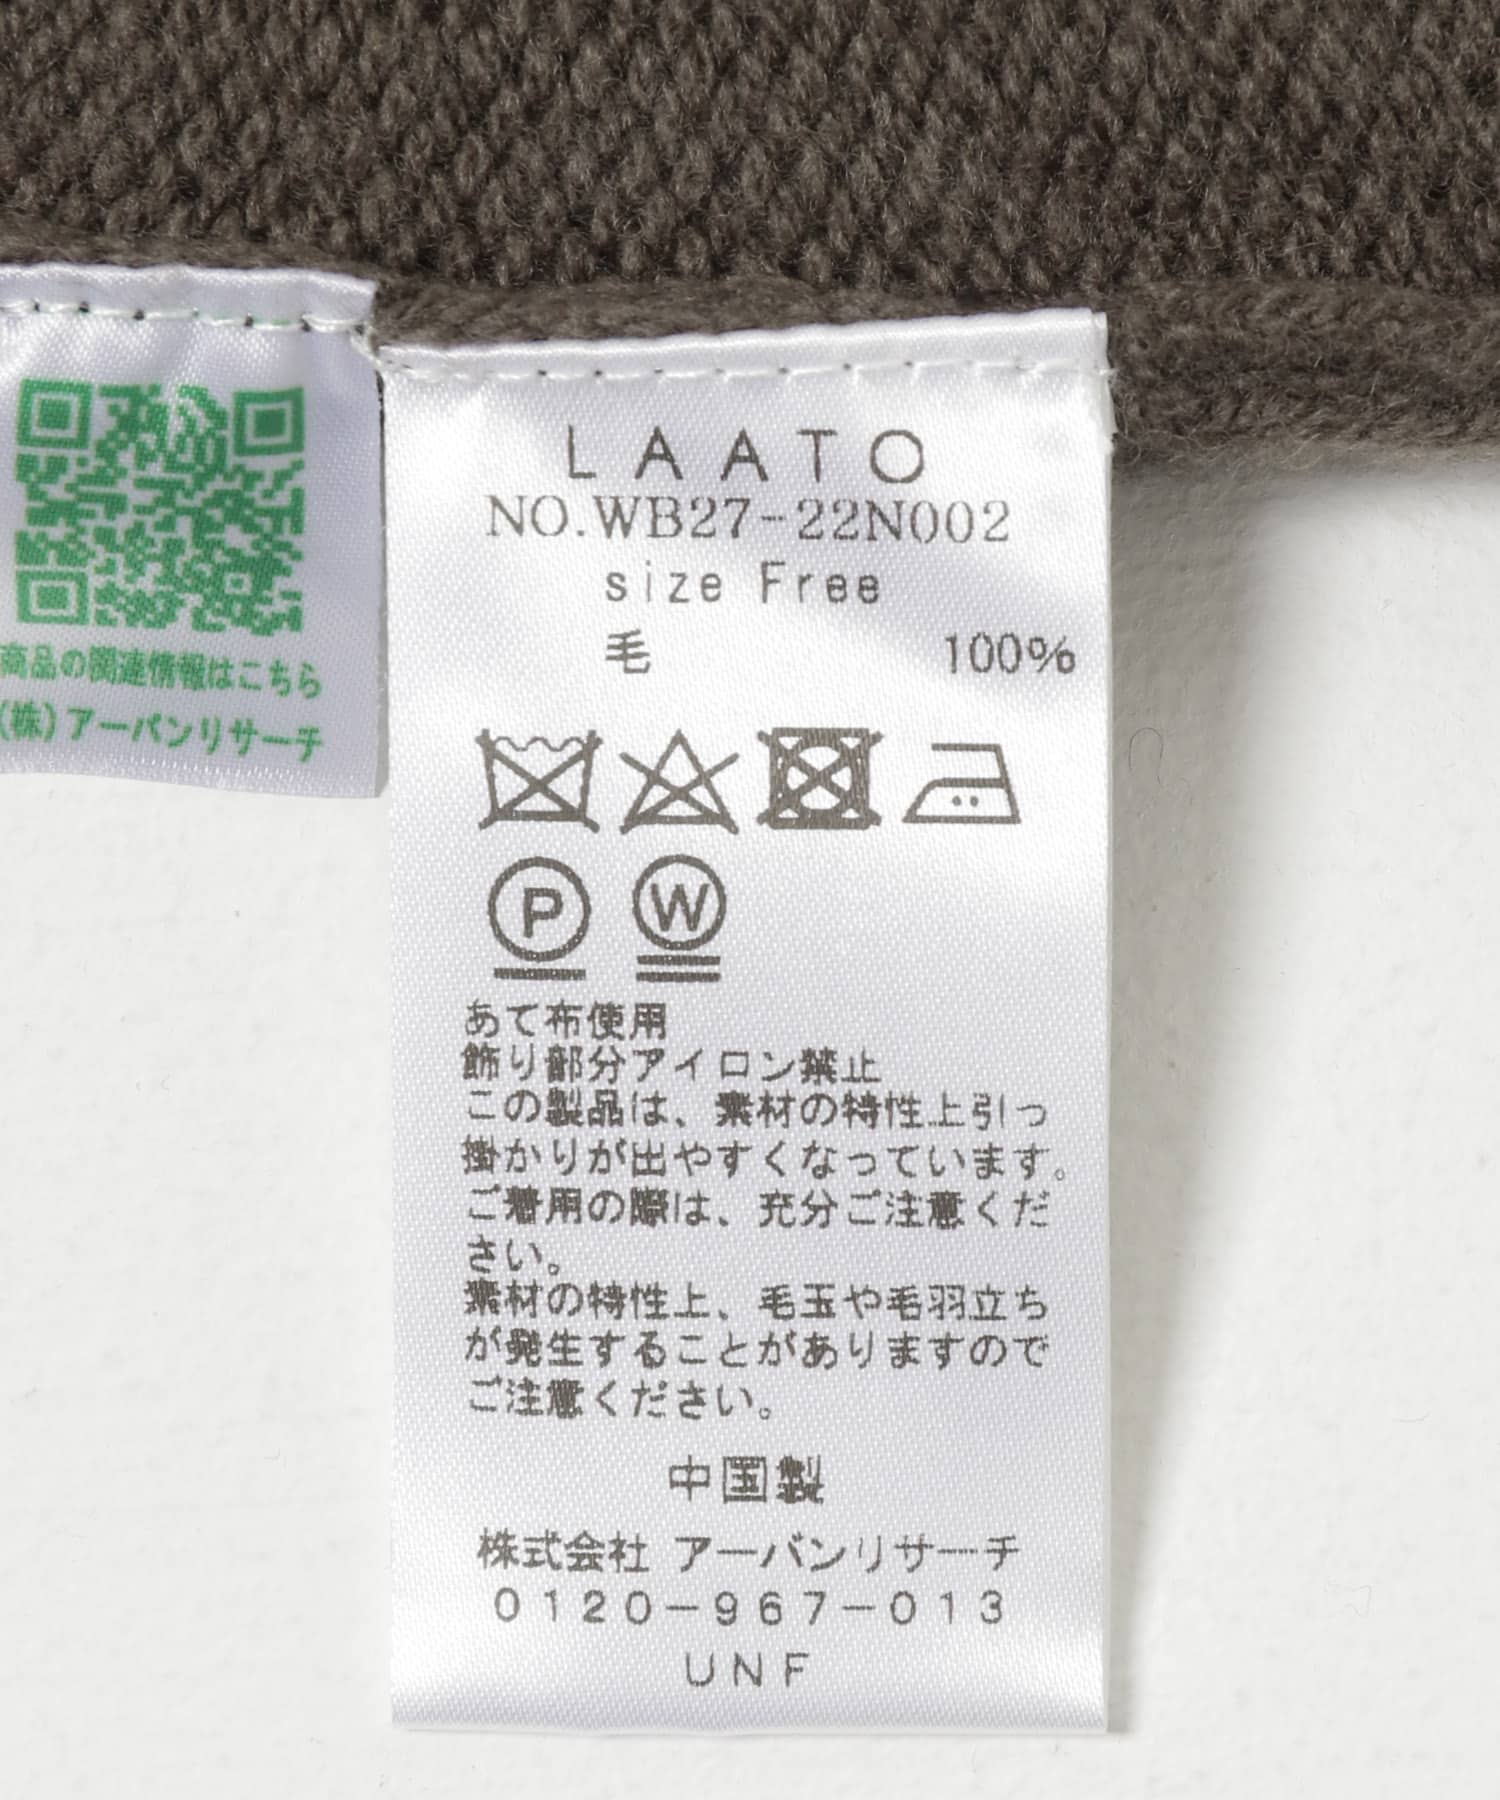 商品の関連情報はこちら
(株)アーバンリサーチ
LAATO
NO.WB27-22N002
size Free
毛 100%
P W
あて布使用
飾り部分アイロン禁止
この製品は、素材の特性上引っ
掛かりが出やすくなっています。
ご着用の際は、充分ご注意くだ
さい。
素材の特性上、毛玉や毛羽立ち
が発生することがありますので
ご注意ください。
中国製
株式会社 アーバンリサーチ
0120-967-013
UNF